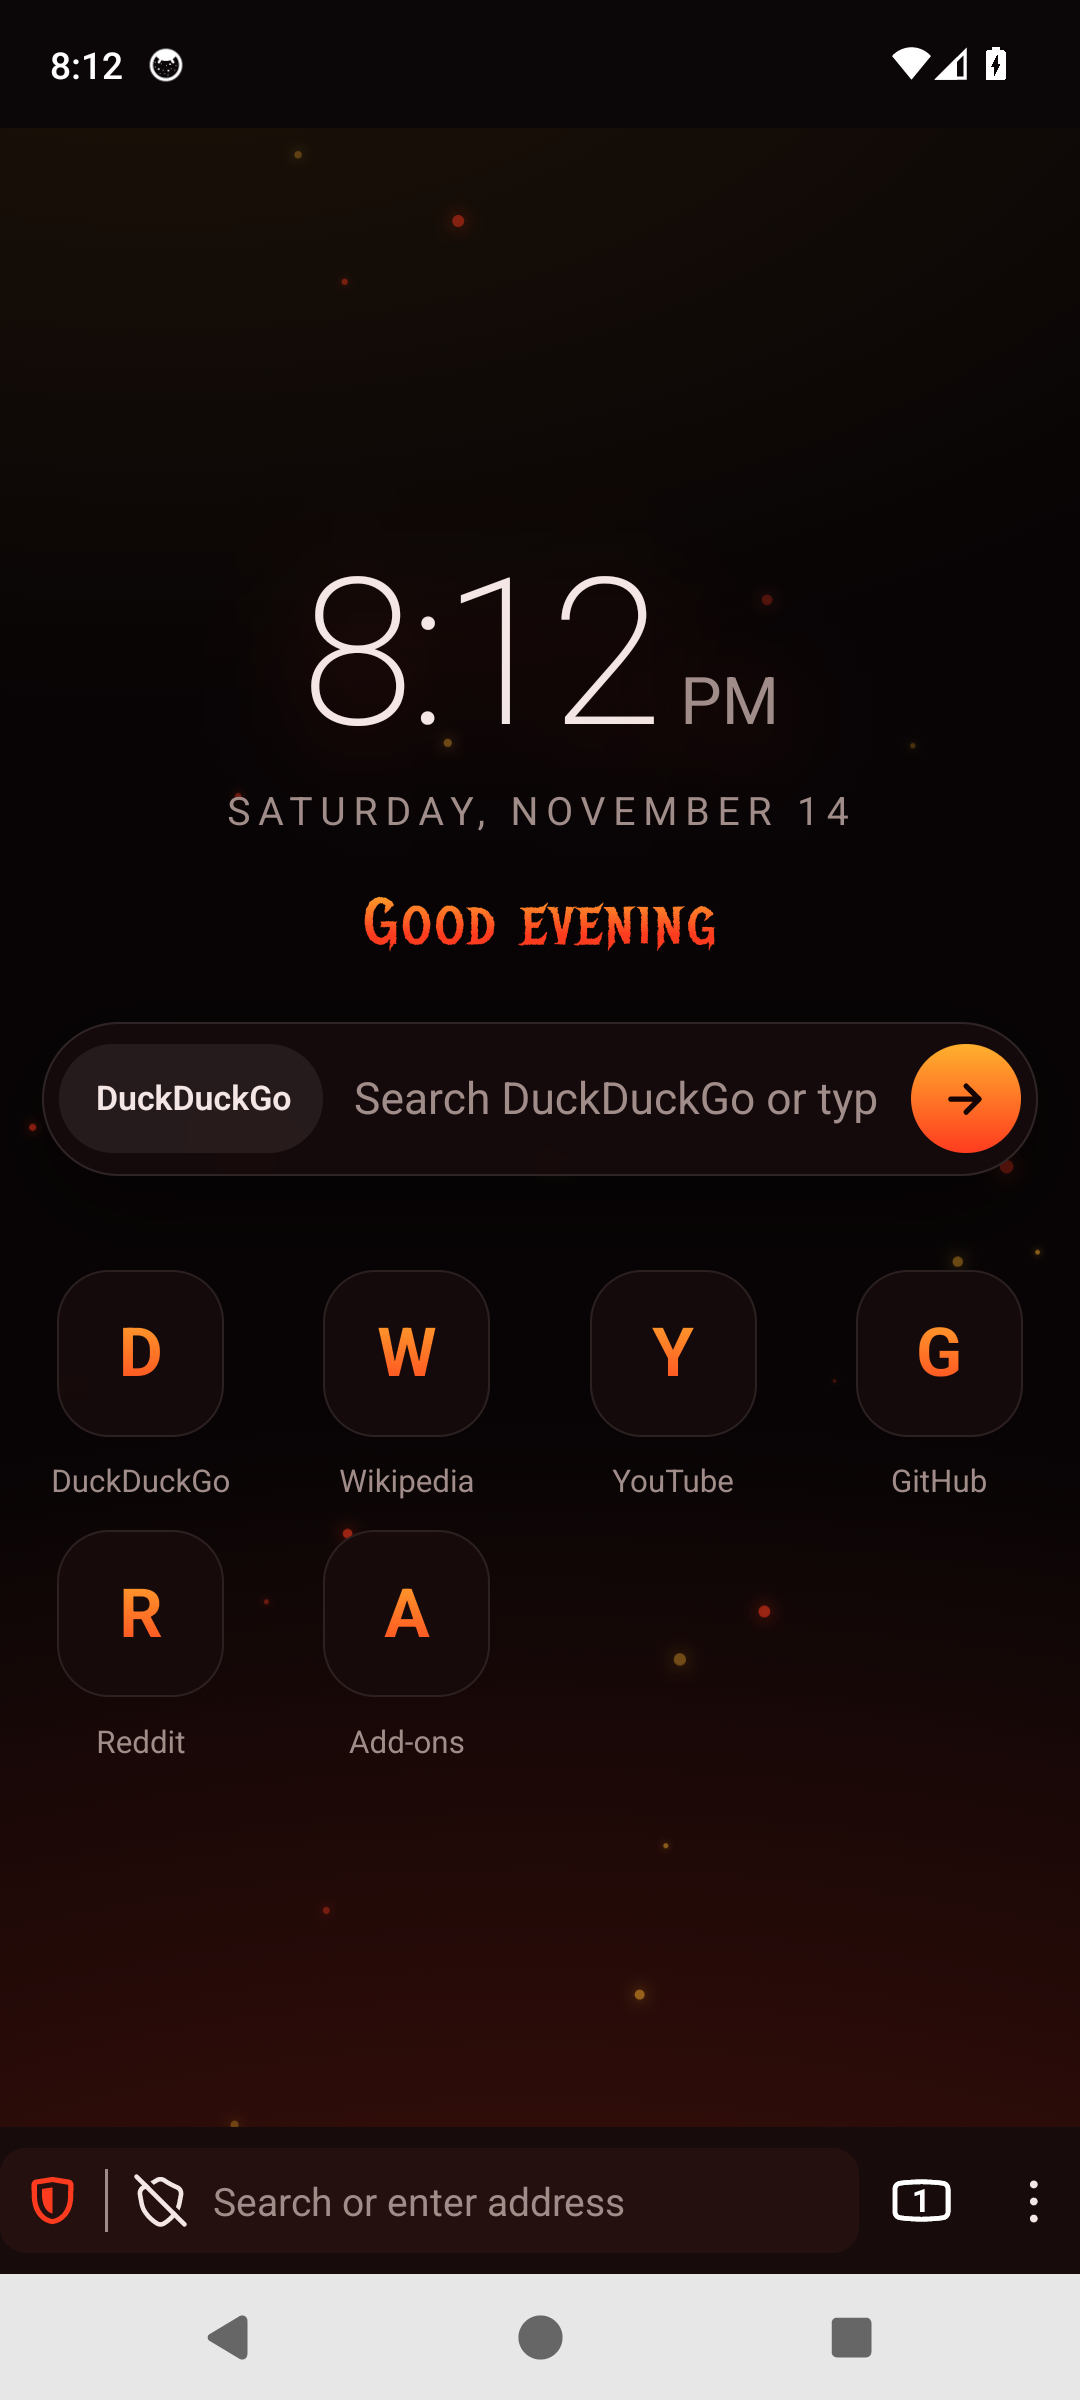 8:12
8:12 PM
SATURDAY, NOVEMBER 14
Good evening
DuckDuckGo Search DuckDuckGo or typ
D W Y G
DuckDuckGo Wikipedia YouTube GitHub
R A
Reddit Add-ons
Search or enter address 1